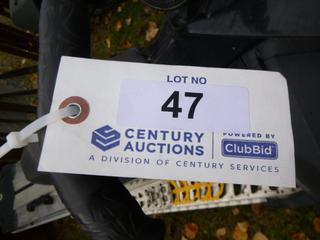 LOT NO
47
CENTURY
AUCTIONS
POWERED BY
ClubBid
A DIVISION OF CENTURY SERVICES